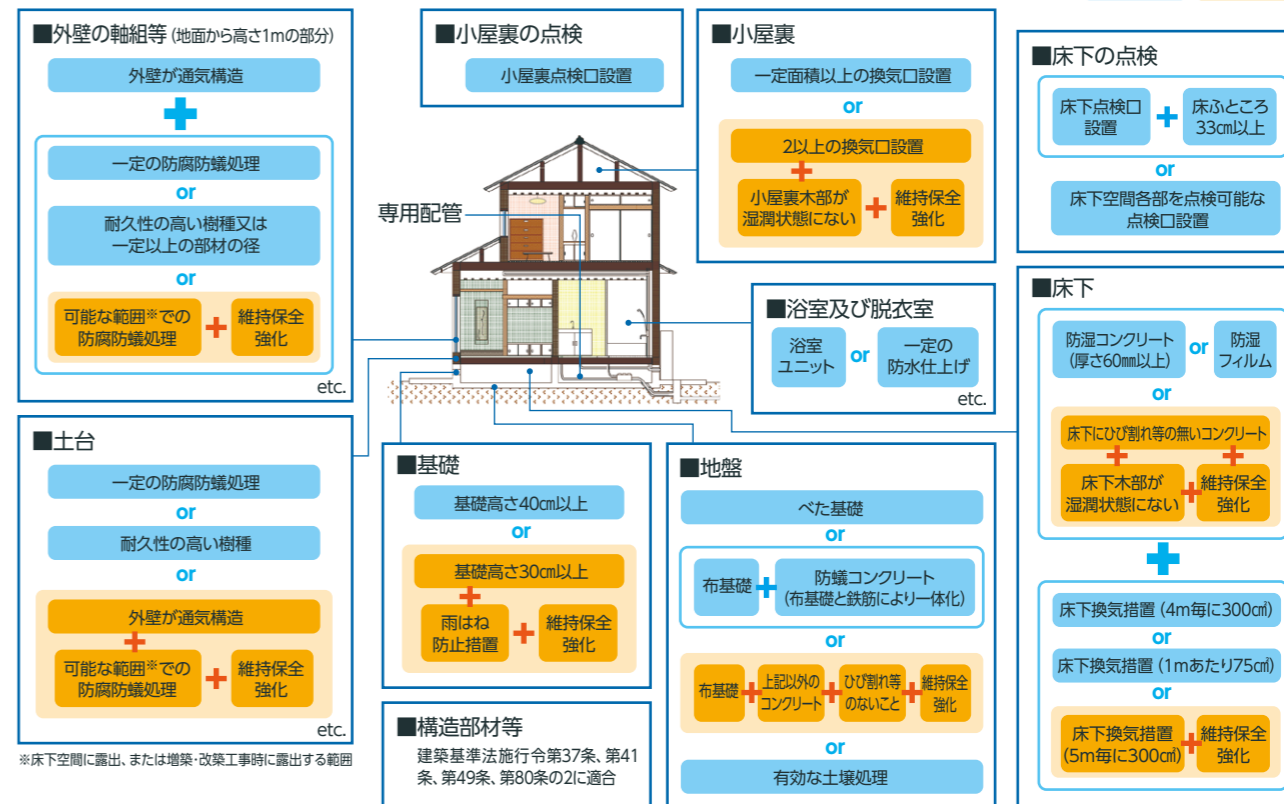 ■外壁の軸組等 (地面から高さ1mの部分)
外壁が通気構造
+
一定の防腐防蟻処理
or
耐久性の高い樹種又は
一定以上の部材の径
or
可能な範囲※での
防腐防蟻処理
+
維持保全
強化
etc.
■土台
一定の防腐防蟻処理
or
耐久性の高い樹種
or
外壁が通気構造
+
可能な範囲※での
防腐防蟻処理
+
維持保全
強化
etc.
※床下空間に露出、または増築・改築工事時に露出する範囲
■小屋裏の点検
小屋裏点検口設置
専用配管
■小屋裏
一定面積以上の換気口設置
or
2以上の換気口設置
+
小屋裏木部が
湿潤状態にない
+
維持保全
強化
■浴室及び脱衣室
浴室
ユニット
or
一定の
防水仕上げ
etc.
■基礎
基礎高さ40㎝以上
or
基礎高さ30㎝以上
+
雨はね
防止措置
+
維持保全
強化
■構造部材等
建築基準法施行令第37条、第41
条、第49条、第80条の2に適合
■地盤
べた基礎
or
布基礎
+
防蟻コンクリート
(布基礎と鉄筋により一体化)
or
布基礎
+
上記以外の
コンクリート
+
ひび割れ等
のないこと
+
維持保全
強化
or
有効な土壌処理
■床下の点検
床下点検口
設置
+
床ふところ
33㎝以上
or
床下空間各部を点検可能な
点検口設置
■床下
防湿コンクリート
(厚さ60㎜以上)
or
防湿
フィルム
or
床下にひび割れ等の無いコンクリート
+
+
床下木部が
湿潤状態にない
+
維持保全
強化
+
床下換気措置 (4m毎に300㎠)
or
床下換気措置 (1mあたり75㎠)
or
床下換気措置
(5m毎に300㎠)
+
維持保全
強化